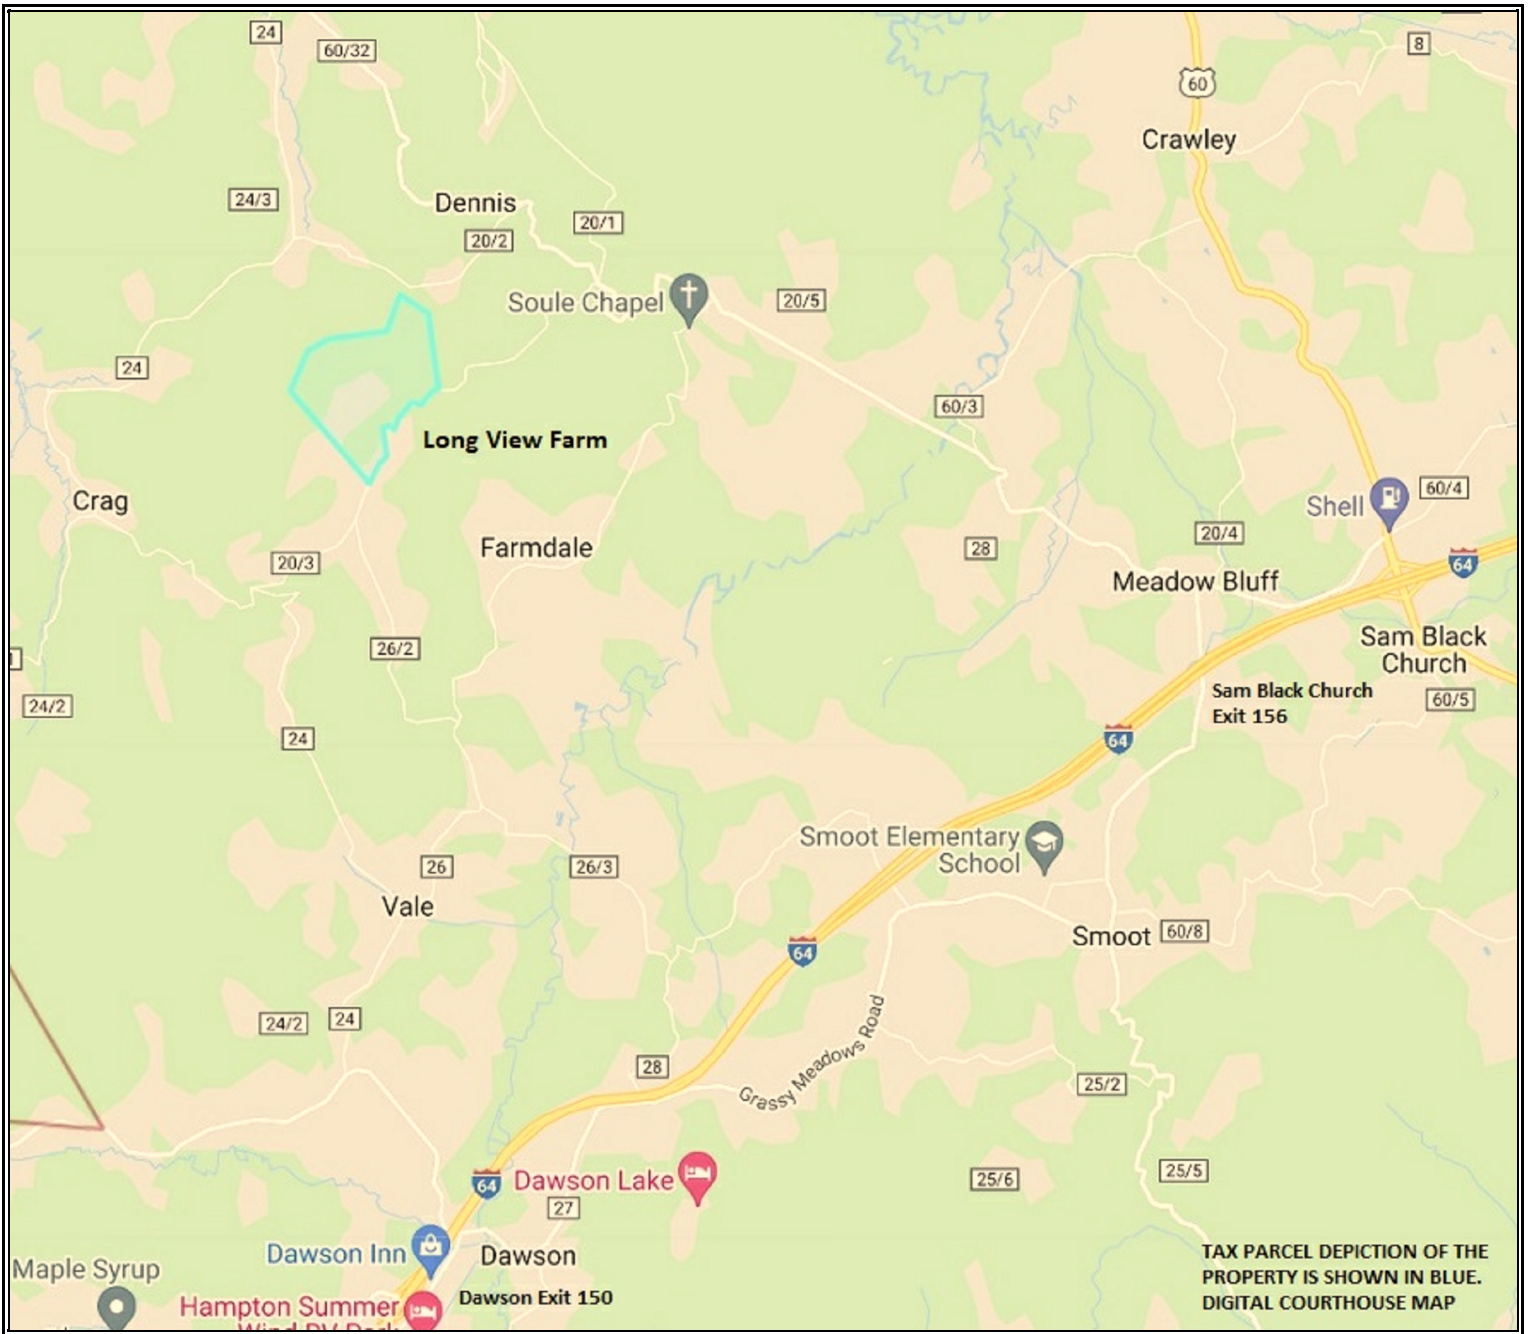 24
60/32
8
60
Crawley
24/3
Dennis
20/1
20/2
Soule Chapel
20/5
24
60/3
Long View Farm
Crag
Shell
60/4
20/4
28
Farmdale
20/3
64
Meadow Bluff
Sam Black
Church
26/2
24/2
Sam Black Church
Exit 156
60/5
24
64
Smoot Elementary
School
26
26/3
Vale
Smoot
60/8
64
24/2
24
Grassy Meadows Road
28
25/2
Dawson Lake
64
25/6
25/5
27
Dawson Inn
Dawson
TAX PARCEL DEPICTION OF THE
PROPERTY IS SHOWN IN BLUE.
DIGITAL COURTHOUSE MAP
Maple Syrup
Dawson Exit 150
Hampton Summer
Wind RV Park